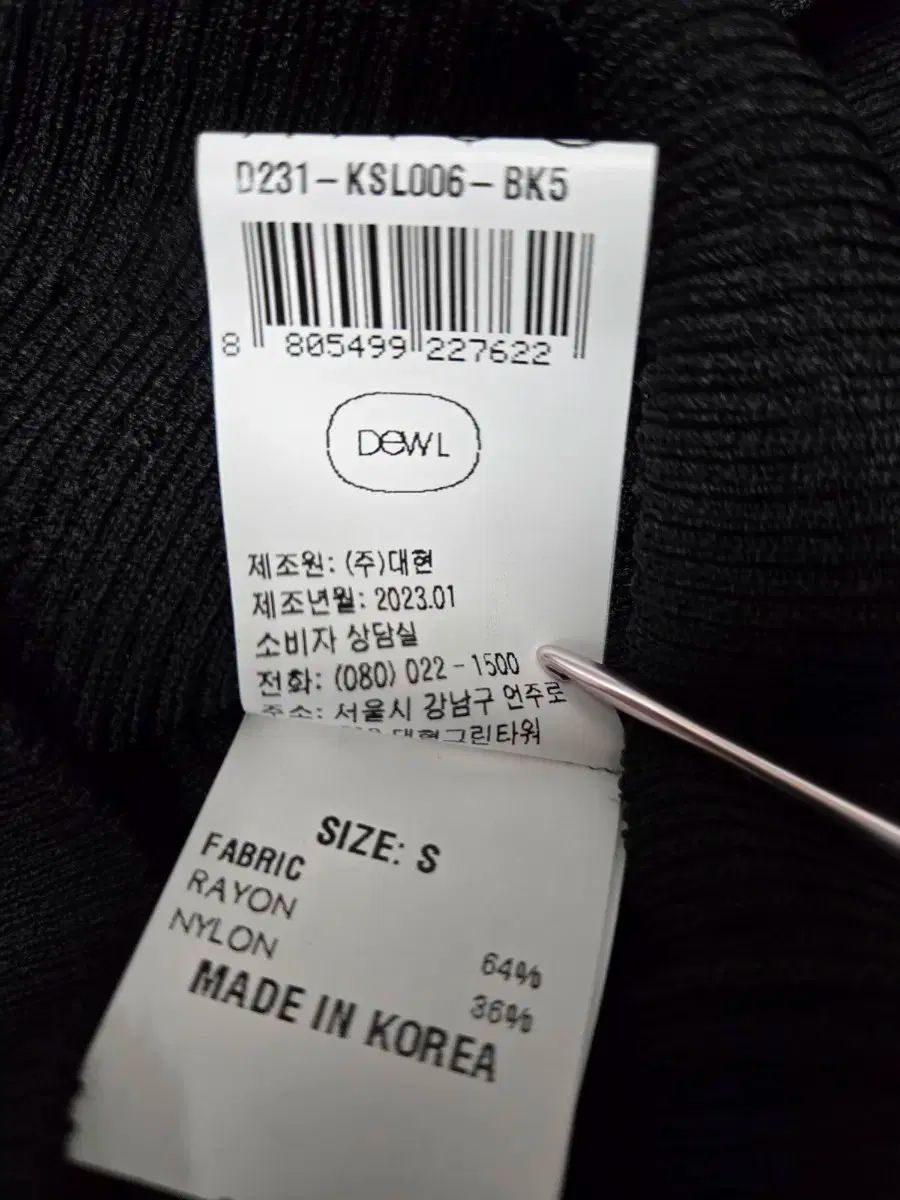 D231-KSL006-BK5
8 805499 227622
DEWL
제조원: (주)대현
제조년월: 2023.01
소비자 상담실
전화: (080) 022-1500
주소: 서울시 강남구 언주로
대현그린타워
SIZE: S
FABRIC
RAYON 64%
NYLON 36%
MADE IN KOREA